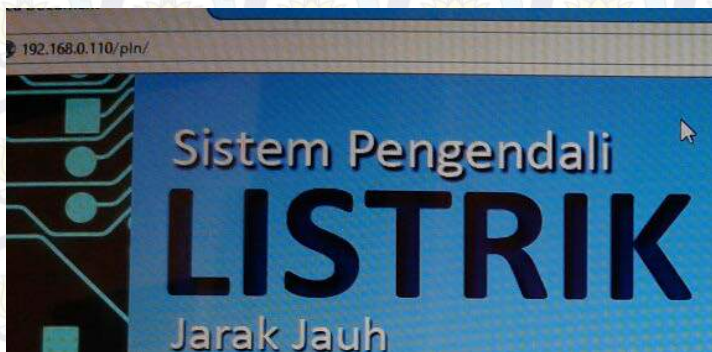 192.168.0.110/pln/
Sistem Pengendali
LISTRIK
Jarak Jauh